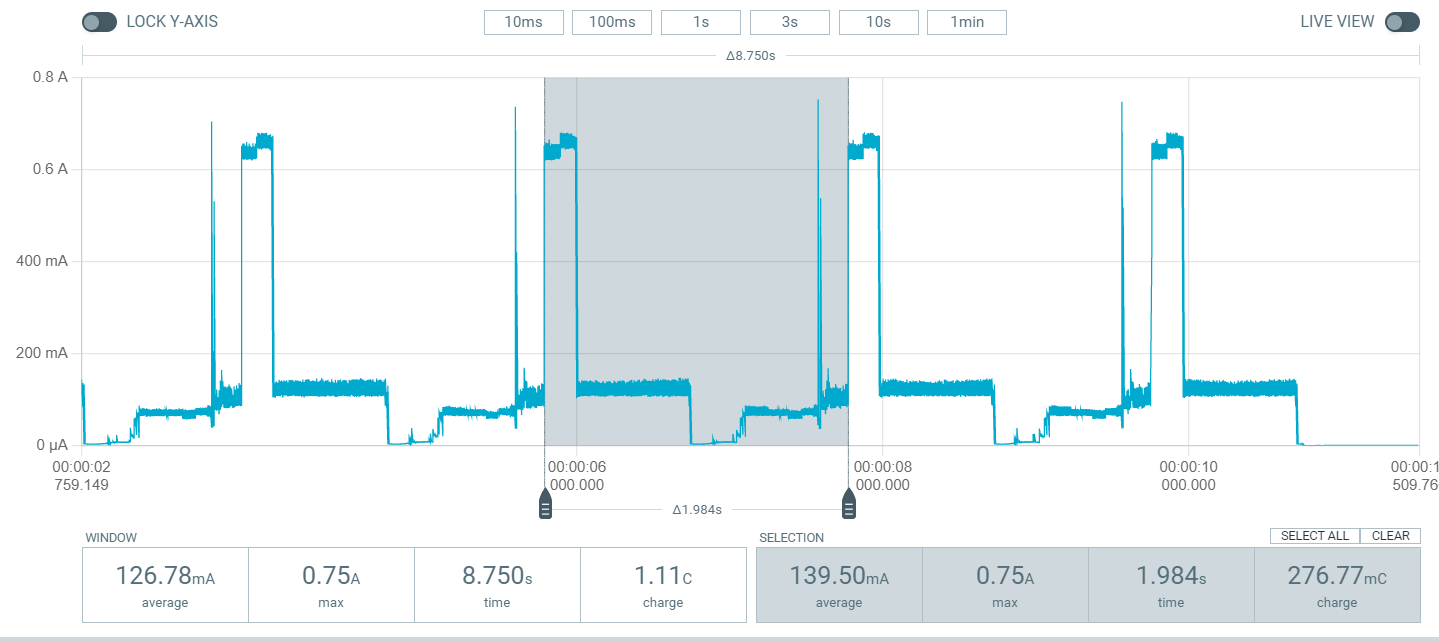 LOCK Y-AXIS 10ms 100ms 1s 3s 10s 1min LIVE VIEW
Δ8.750s
0.8 A
0.6 A
400 mA
200 mA
0 µA
00:00:02 00:00:06 00:00:08 00:00:10 00:00:1
759.149 000.000 000.000 000.000 509.76
Δ1.984s
WINDOW SELECTION SELECT ALL CLEAR
126.78mA 0.75A 8.750s 1.11C 139.50mA 0.75A 1.984s 276.77mC
average max time charge average max time charge